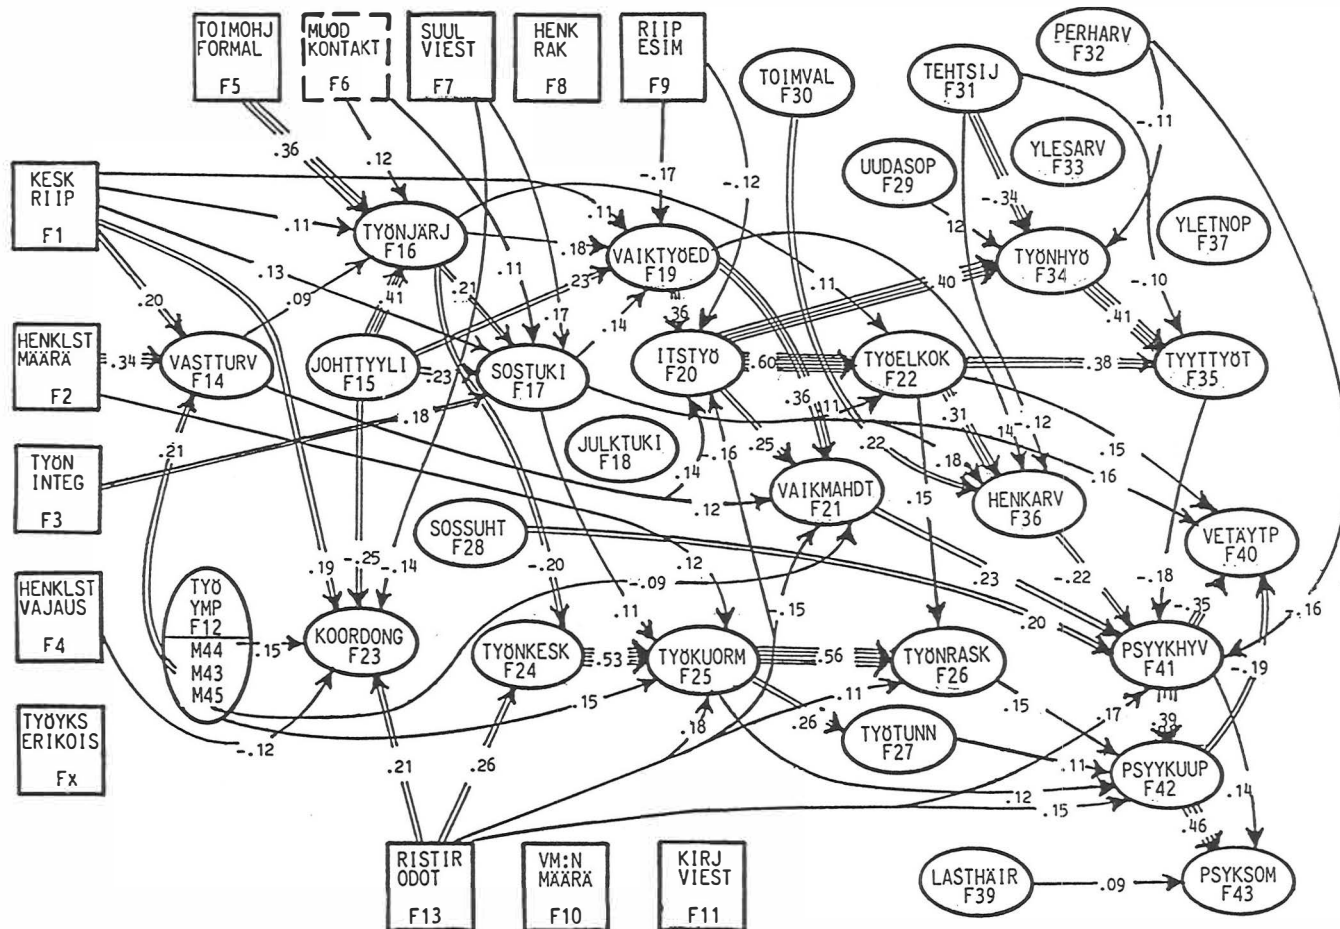 TOIMOHJ
FORMAL
F5
MUOD
KONTAKT
F6
SUUL
VIEST
F7
HENK
RAK
F8
RIIP
ESIM
F9
TOIMVAL
F30
TEHTSIJ
F31
PERHARV
F32
KESK
RIIP
F1
UUDASOP
F29
YLESARV
F33
YLETNOP
F37
TYÖNJÄRJ
F16
VAIKTYÖED
F19
TYÖNHYÖ
F34
HENKLST
MÄÄRÄ
F2
VASTTURV
F14
JOHTTYYLI
F15
SOSTUKI
F17
ITSTYÖ
F20
TYÖELKOK
F22
TYYTTYÖT
F35
TYÖN
INTEG
F3
JULKTUKI
F18
VAIKMAHDT
F21
HENKARV
F36
SOSSUHT
F28
VETÄYTP
F40
HENKLST
VAJAUS
F4
TYÖ
YMP
F12
M44
M43
M45
KOORDONG
F23
TYÖNKESK
F24
TYÖKUORM
F25
TYÖNRASK
F26
PSYYKHYV
F41
TYÖYKS
ERIKOIS
Fx
TYÖTUNN
F27
PSYYKUUP
F42
RISTIR
ODOT
F13
VM:N
MÄÄRÄ
F10
KIRJ
VIEST
F11
LASTHÄIR
F39
PSYKSOM
F43
.36
.12
-.17
-.12
-.11
.11
.11
.18
-.34
.12
.13
.20
.09
.41
.21
.11
.23
.17
.14
.36
.11
.40
.41
-.10
-.34
.23
.18
.60
.38
.21
.36
.11
.31
.14
-.12
.25
.22
.18
.15
.16
.14
-.16
.12
.15
.19
-.25
-.14
-.20
.12
-.09
-.15
.23
-.22
-.18
.20
-.35
-.16
-.15
.11
.53
.56
.15
.11
.15
.17
-.19
-.12
.21
.26
.18
.26
.39
.11
.12
.15
.14
.46
.09